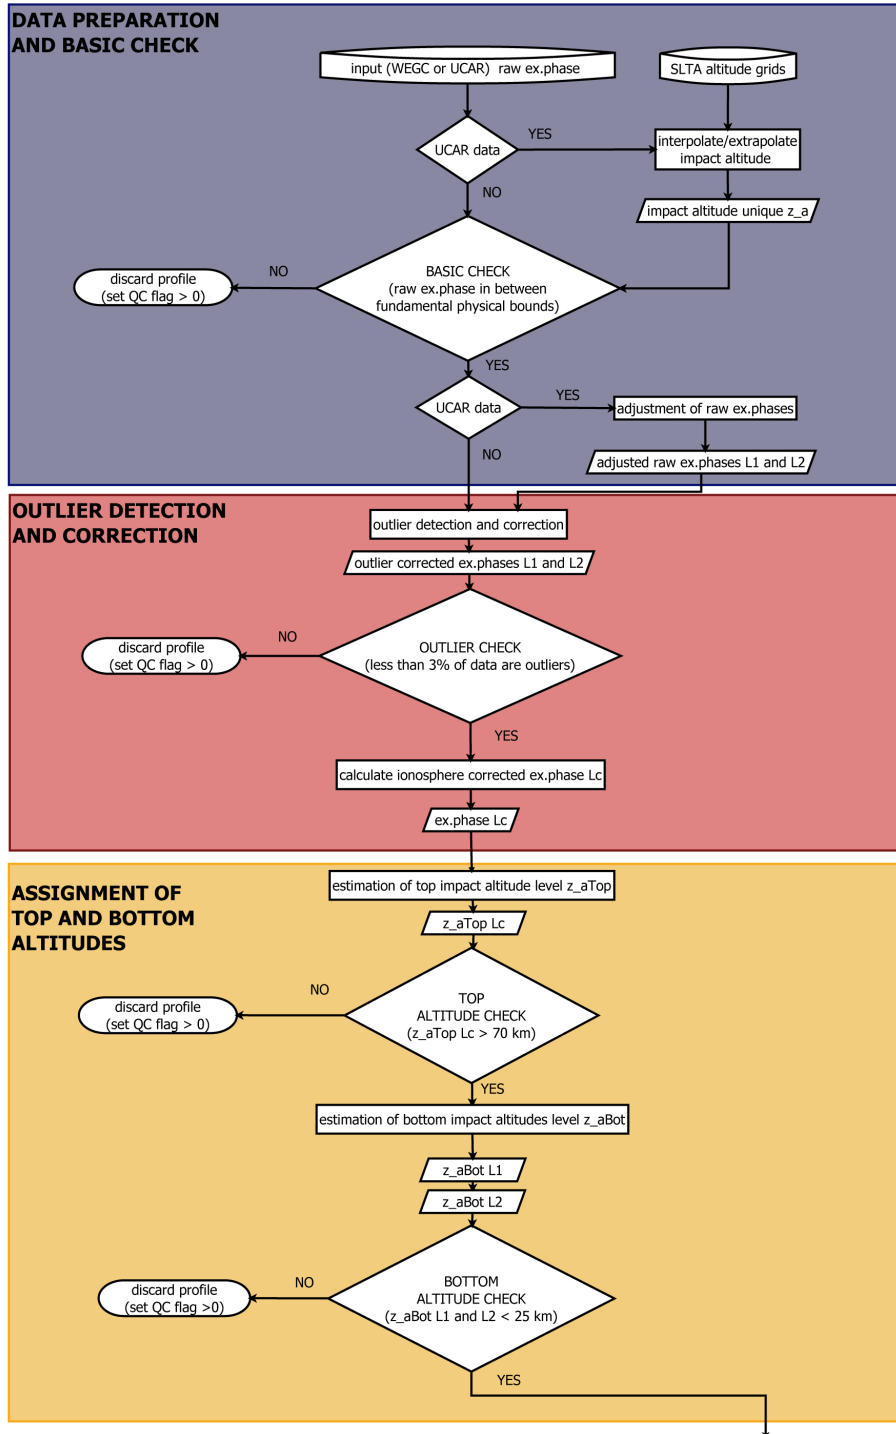 DATA PREPARATION
AND BASIC CHECK
input (WEGC or UCAR) raw ex.phase
SLTA altitude grids
YES
UCAR data
interpolate/extrapolate
impact altitude
NO
impact altitude unique z_a
NO
BASIC CHECK
(raw ex.phase in between
fundamental physical bounds)
discard profile
(set QC flag > 0)
YES
UCAR data
YES
adjustment of raw ex.phases
NO
adjusted raw ex.phases L1 and L2
OUTLIER DETECTION
AND CORRECTION
outlier detection and correction
outlier corrected ex.phases L1 and L2
NO
discard profile
(set QC flag > 0)
OUTLIER CHECK
(less than 3% of data are outliers)
YES
calculate ionosphere corrected ex.phase Lc
ex.phase Lc
ASSIGNMENT OF
TOP AND BOTTOM
ALTITUDES
estimation of top impact altitude level z_aTop
z_aTop Lc
NO
discard profile
(set QC flag > 0)
TOP
ALTITUDE CHECK
(z_aTop Lc > 70 km)
YES
estimation of bottom impact altitudes level z_aBot
z_aBot L1
z_aBot L2
NO
discard profile
(set QC flag >0)
BOTTOM
ALTITUDE CHECK
(z_aBot L1 and L2 < 25 km)
YES